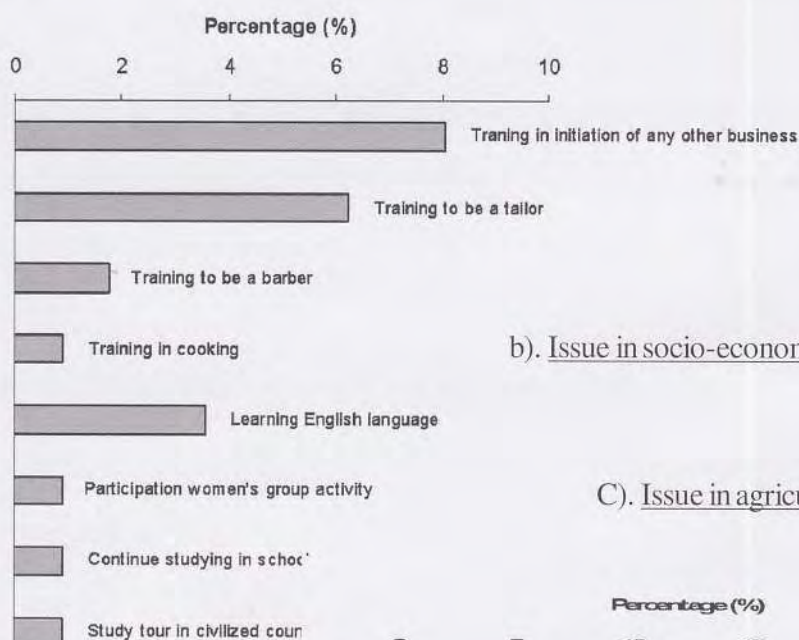 Percentage (%)
0 2 4 6 8 10
Traning in initiation of any other business
Training to be a tailor
Training to be a barber
Training in cooking
b). Issue in socio-econor
Learning English language
Participation women's group activity
C). Issue in agricu
Continue studying in schoo
Percentage (%)
Study tour in civilized cour